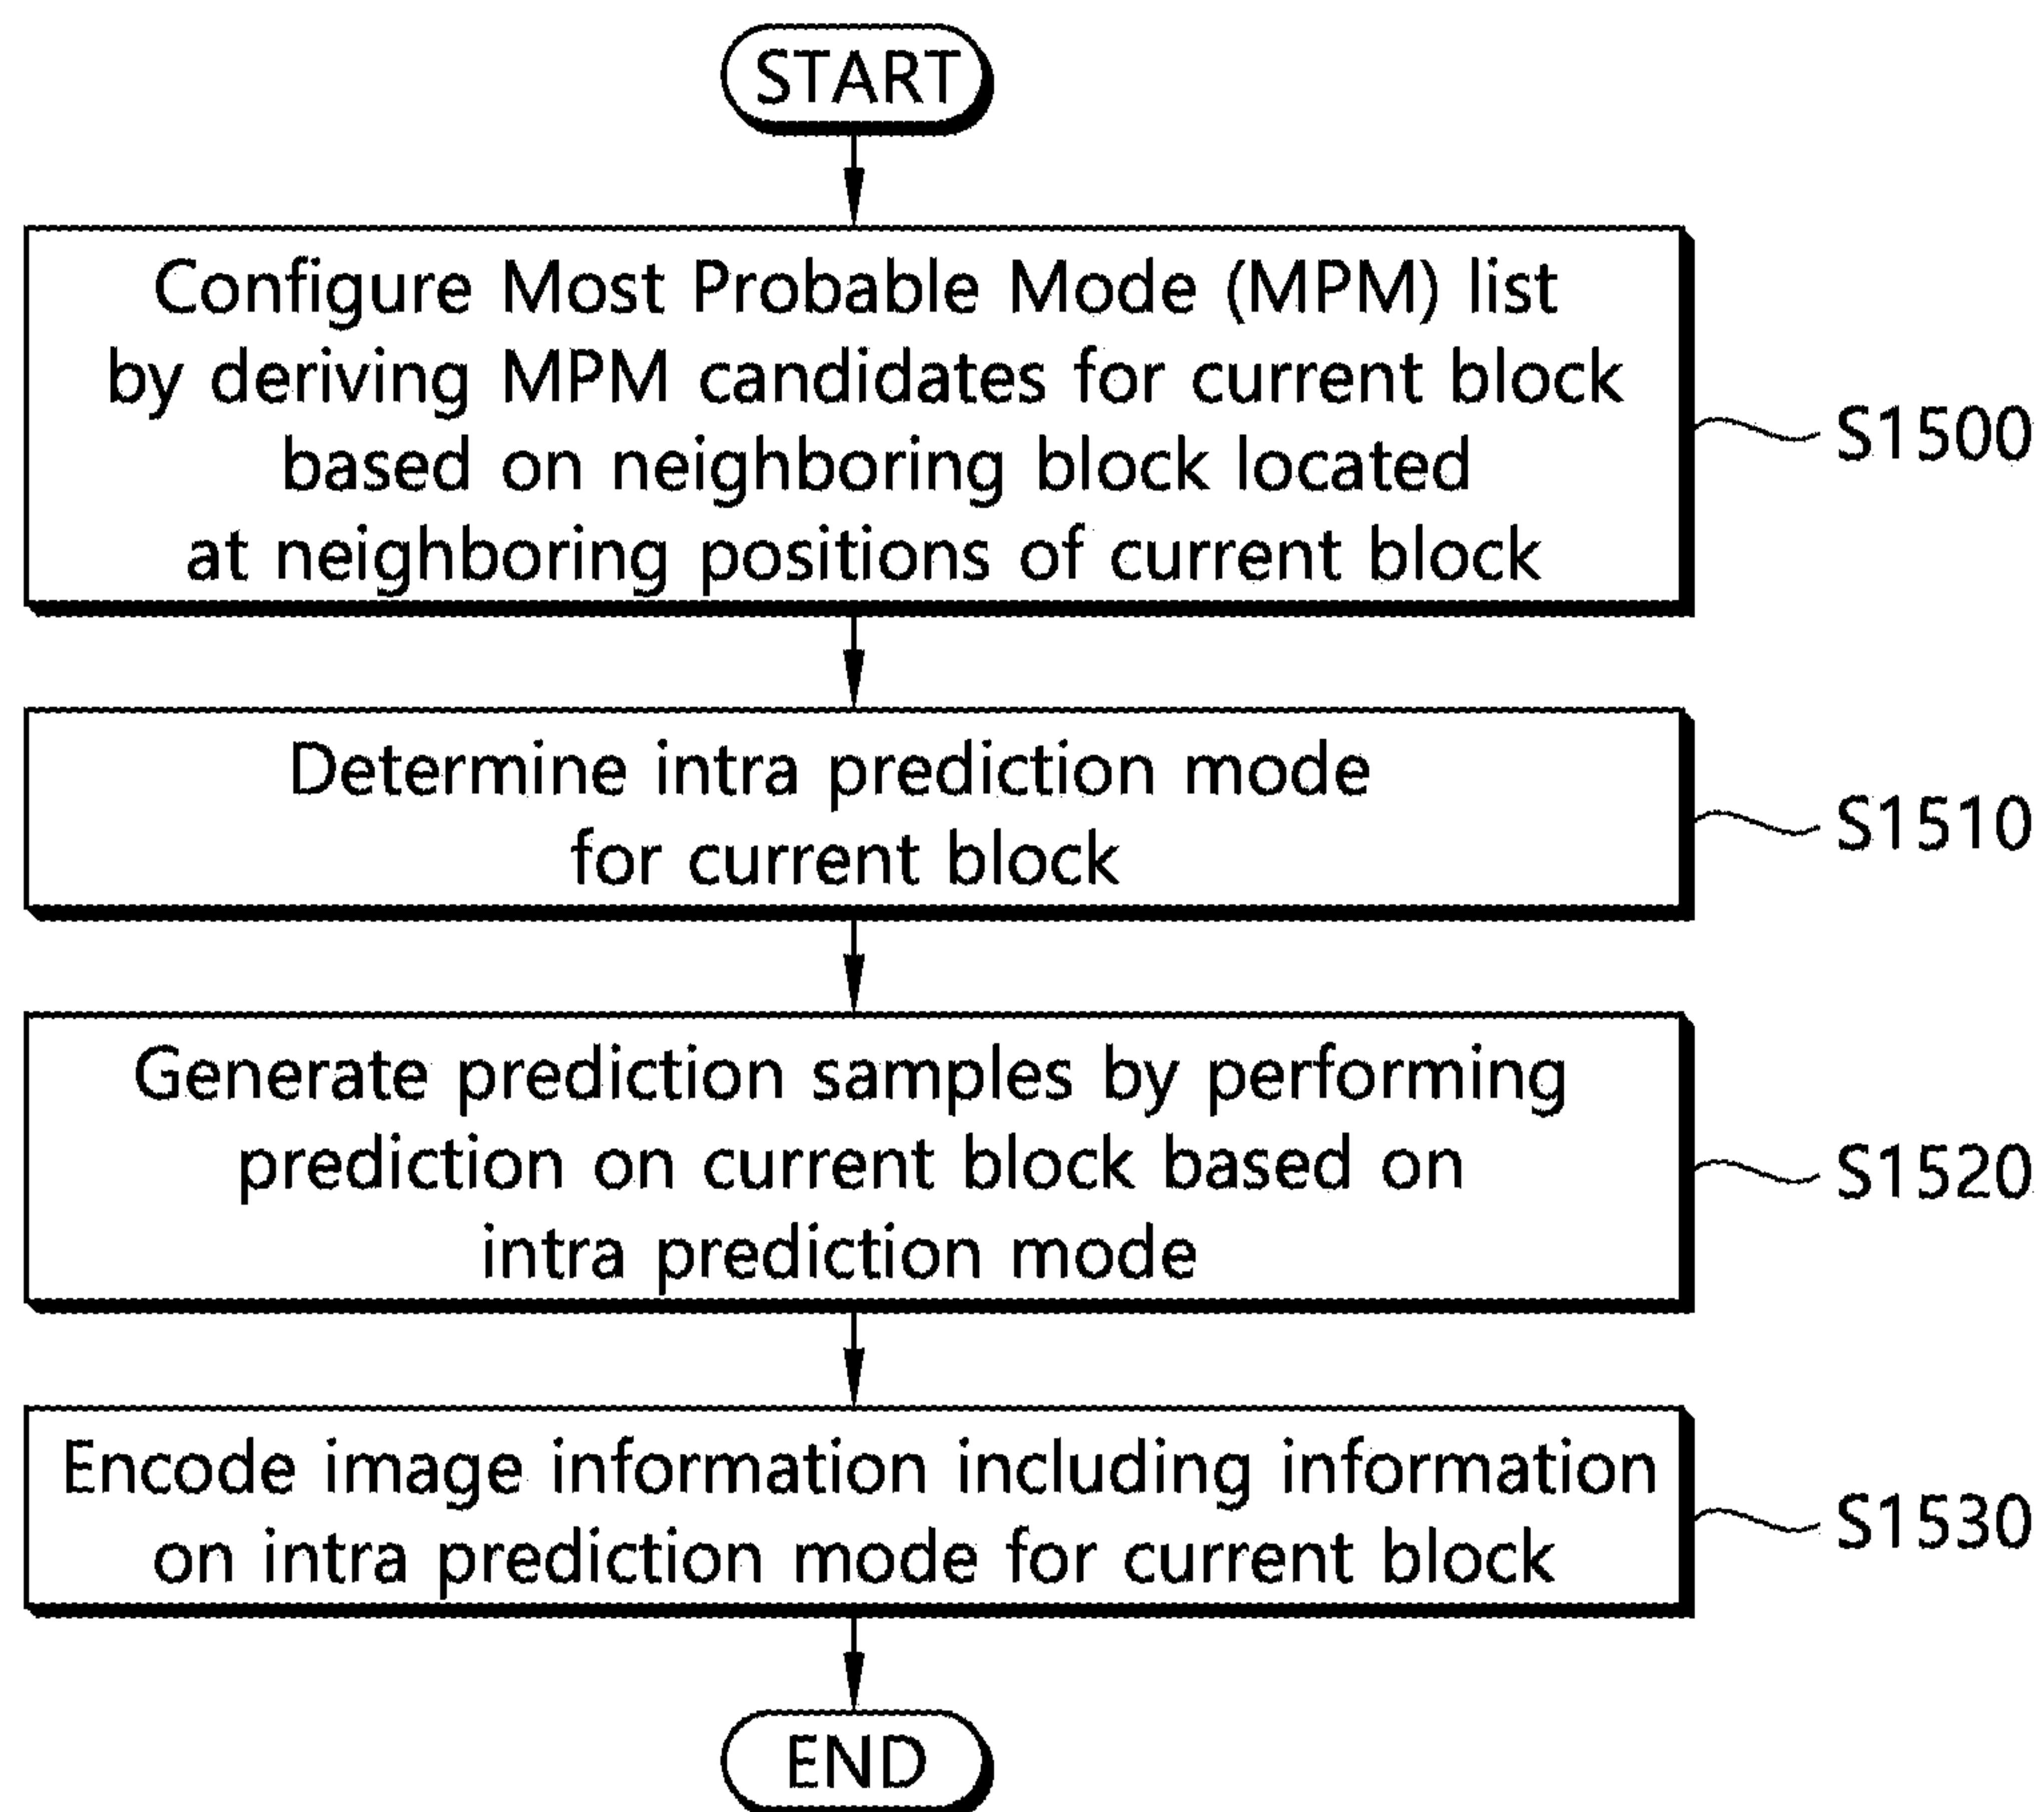 START
Configure Most Probable Mode (MPM) list
by deriving MPM candidates for current block
based on neighboring block located
at neighboring positions of current block
S1500
Determine intra prediction mode
for current block
S1510
Generate prediction samples by performing
prediction on current block based on
intra prediction mode
S1520
Encode image information including information
on intra prediction mode for current block
S1530
END